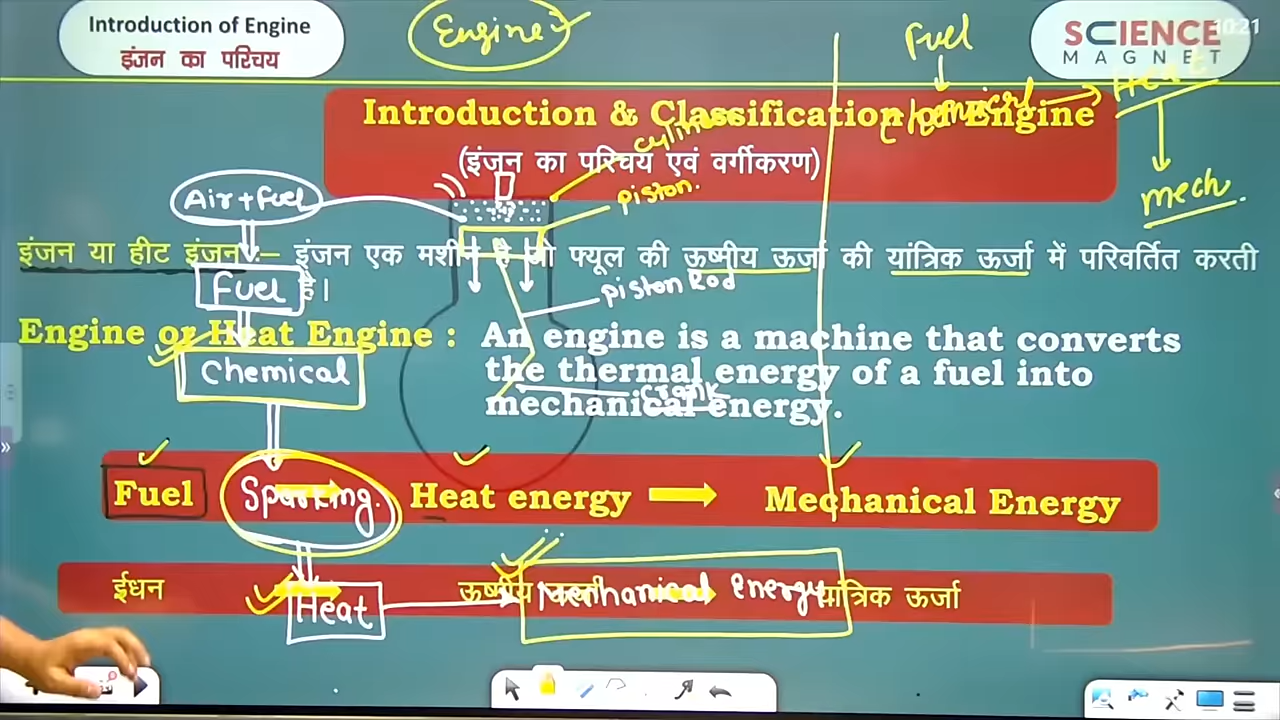 Introduction of Engine
इंजन का परिचय
Engine
Fuel
SCIENCE
MAGNET
10:21
Introduction & Classification of Engine
(इंजन का परिचय एवं वर्गीकरण)
chemical
Heat
mech.
cylinder
piston.
Air+Fuel
इंजन या हीट इंजन :– इंजन एक मशीन है जो फ्यूल की ऊष्मीय ऊर्जा की यांत्रिक ऊर्जा में परिवर्तित करती
है।
Fuel
piston Rod
Engine or Heat Engine : An engine is a machine that converts
the thermal energy of a fuel into
mechanical energy.
Chemical
Crank
Fuel
Sparking.
Heat energy
Mechanical Energy
ईधन
यांत्रिक ऊर्जा
Heat
Mechanical Energy